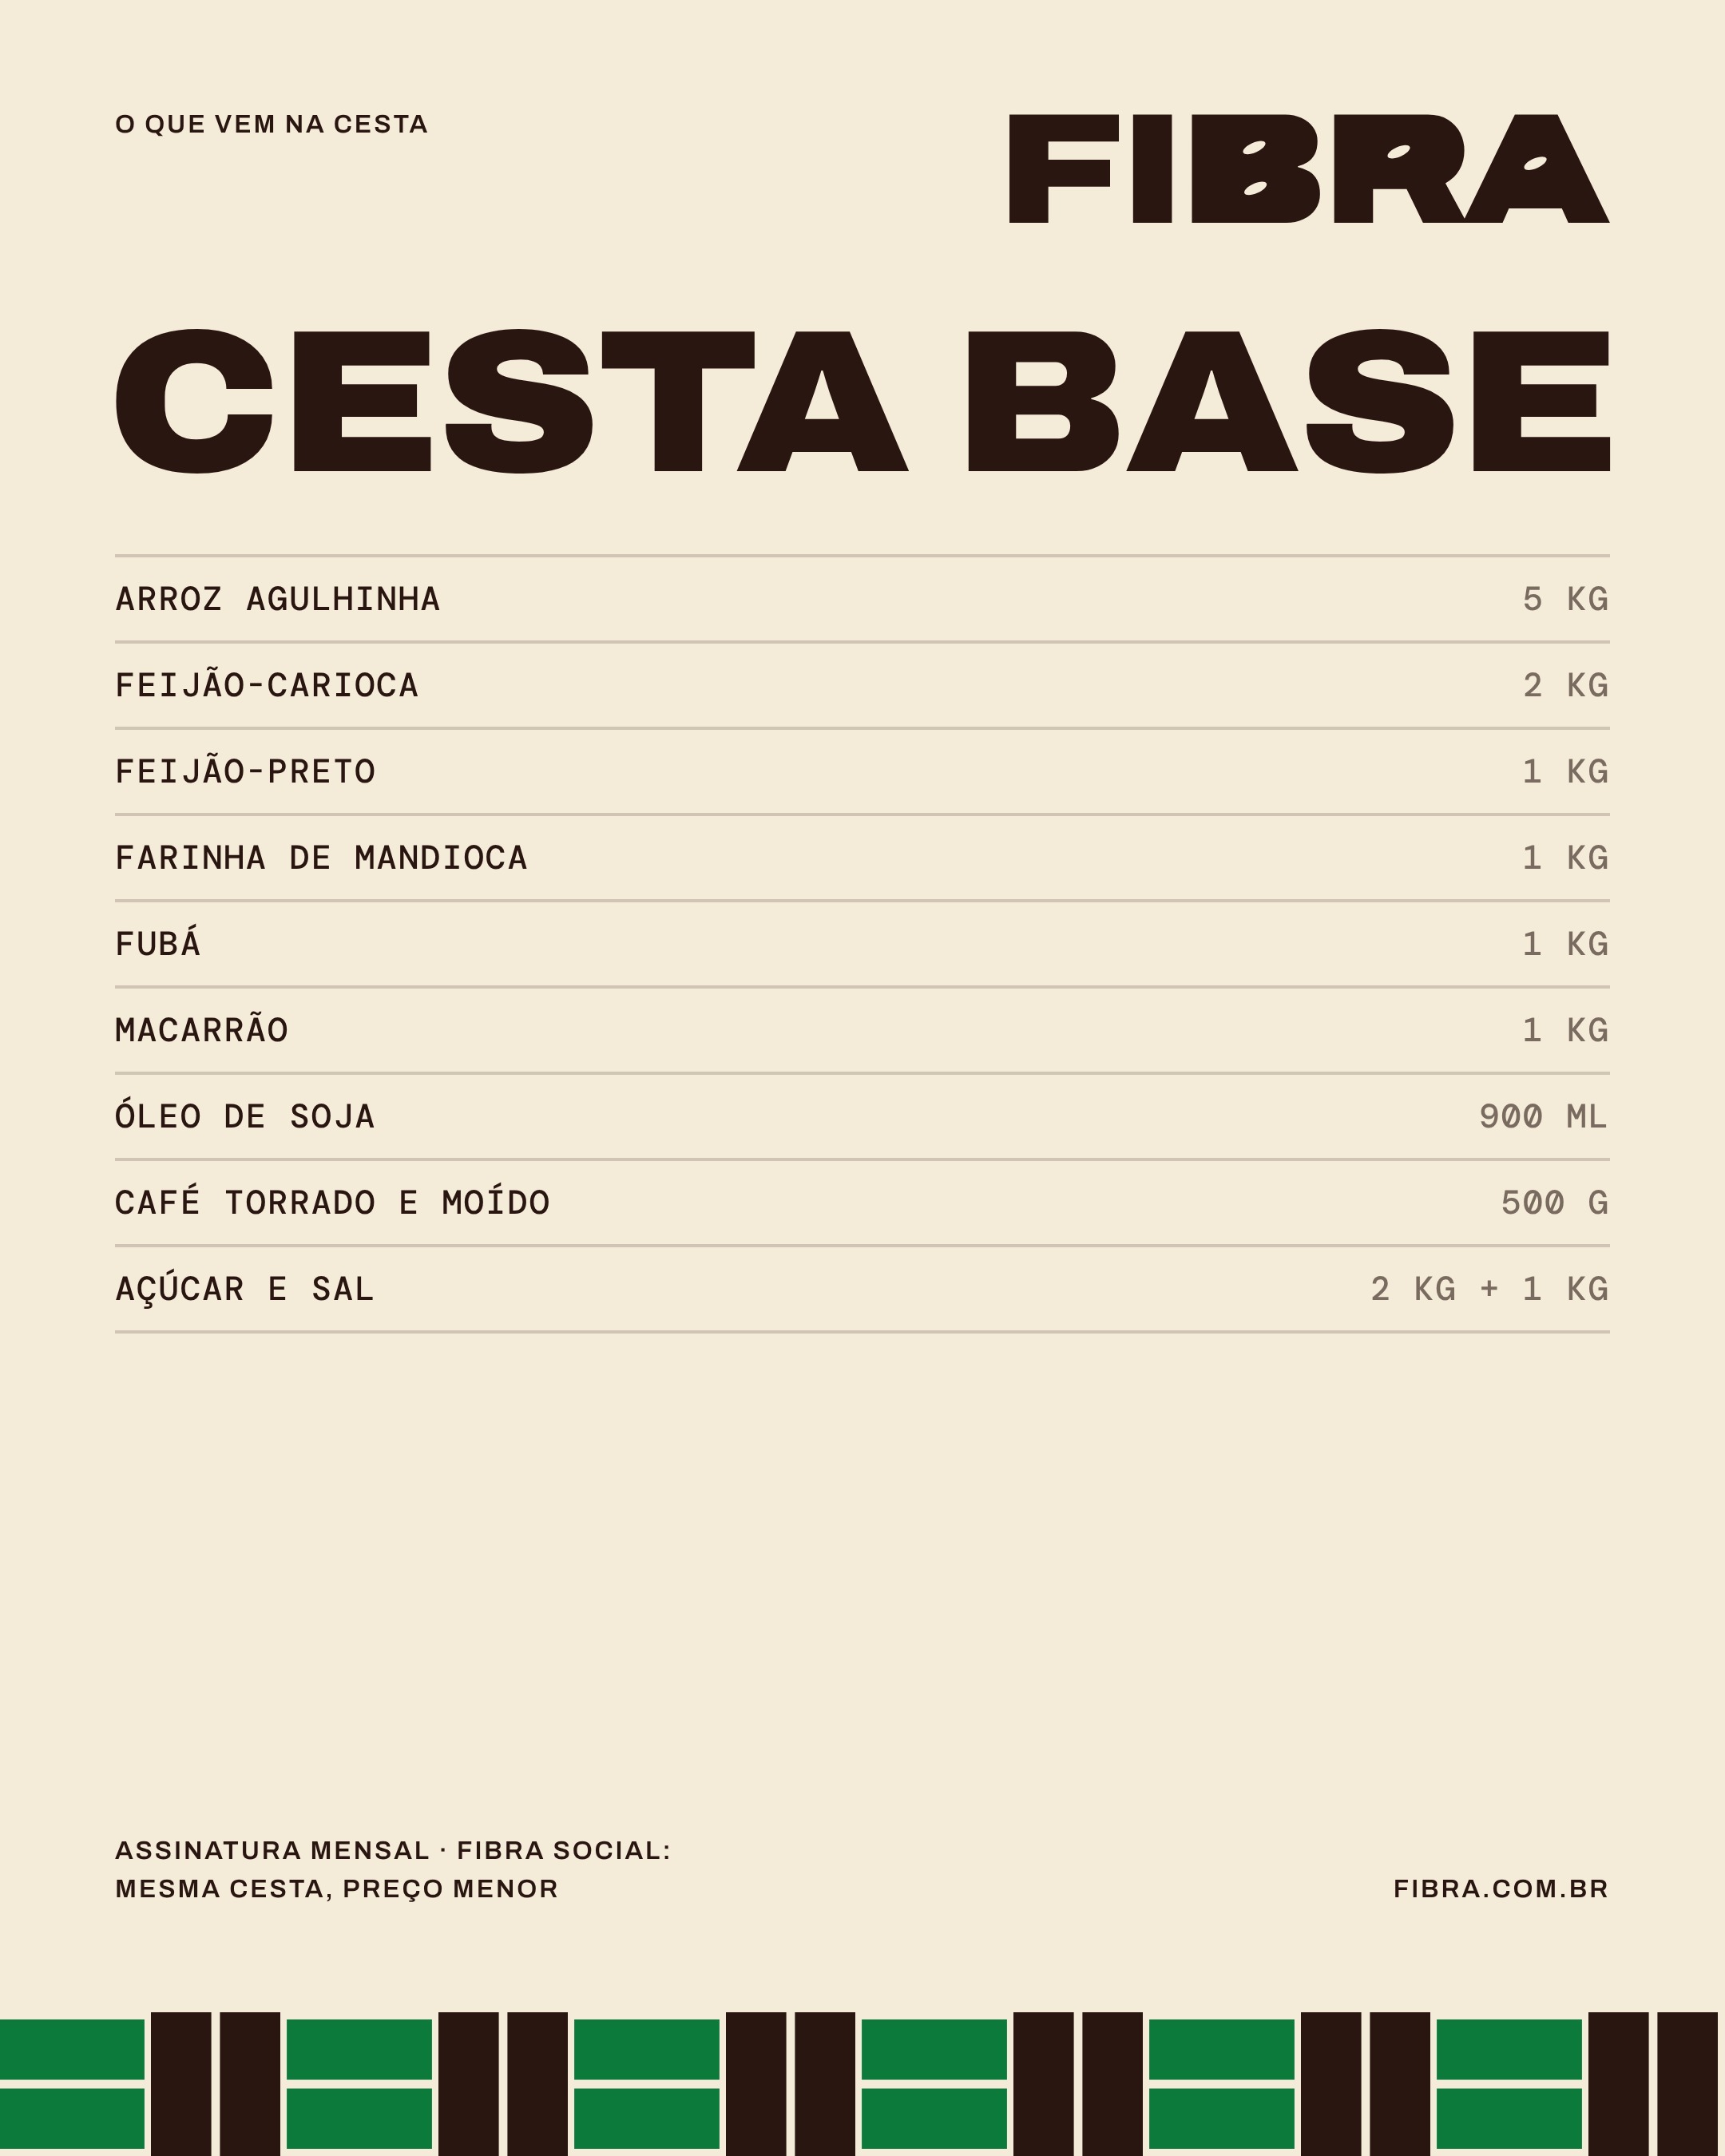 O QUE VEM NA CESTA
FIBRA
CESTA BASE
ARROZ AGULHINHA 5 KG
FEIJÃO-CARIOCA 2 KG
FEIJÃO-PRETO 1 KG
FARINHA DE MANDIOCA 1 KG
FUBÁ 1 KG
MACARRÃO 1 KG
ÓLEO DE SOJA 900 ML
CAFÉ TORRADO E MOÍDO 500 G
AÇÚCAR E SAL 2 KG + 1 KG
ASSINATURA MENSAL · FIBRA SOCIAL:
MESMA CESTA, PREÇO MENOR
FIBRA.COM.BR